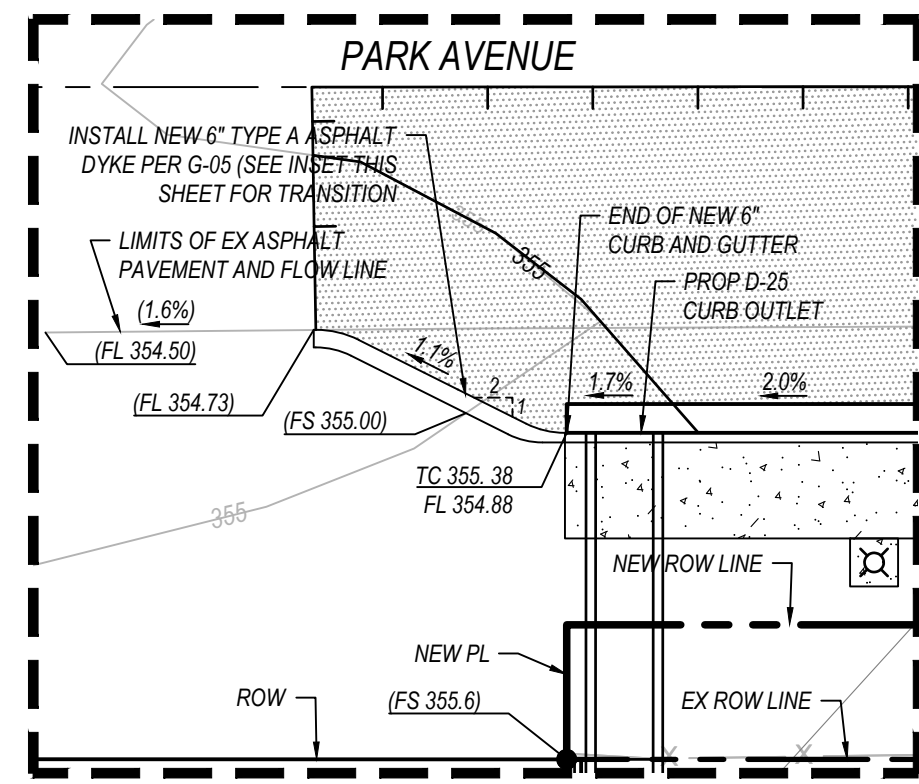 PARK AVENUE
INSTALL NEW 6" TYPE A ASPHALT
DYKE PER G-05 (SEE INSET THIS
SHEET FOR TRANSITION
LIMITS OF EX ASPHALT
PAVEMENT AND FLOW LINE
(1.6%)
(FL 354.50)
(FL 354.73)
(FS 355.00)
1.1%
2
1
355
355
END OF NEW 6"
CURB AND GUTTER
PROP D-25
CURB OUTLET
1.7%
2.0%
TC 355. 38
FL 354.88
355
NEW ROW LINE
NEW PL
ROW
(FS 355.6)
EX ROW LINE
X
X